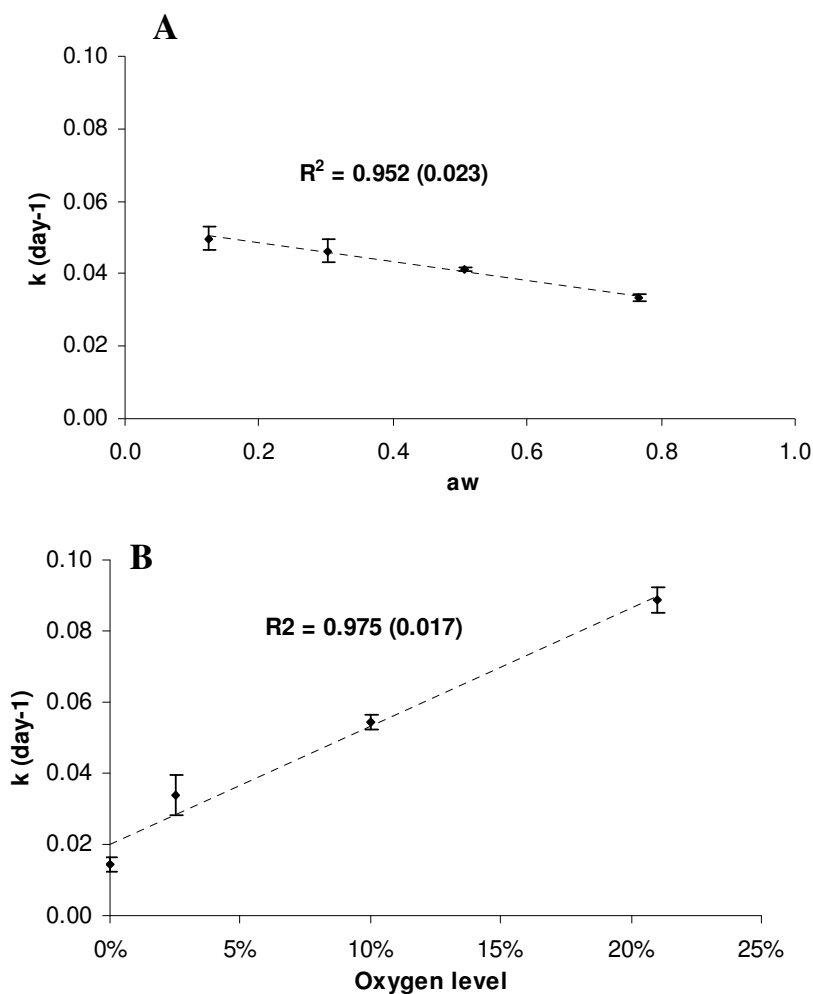 A
0.10
0.08
0.06
0.04
0.02
0.00
k (day-1)
R² = 0.952 (0.023)
0.0 0.2 0.4 0.6 0.8 1.0
aw
B
0.10
0.08
0.06
0.04
0.02
0.00
k (day-1)
R2 = 0.975 (0.017)
0% 5% 10% 15% 20% 25%
Oxygen level